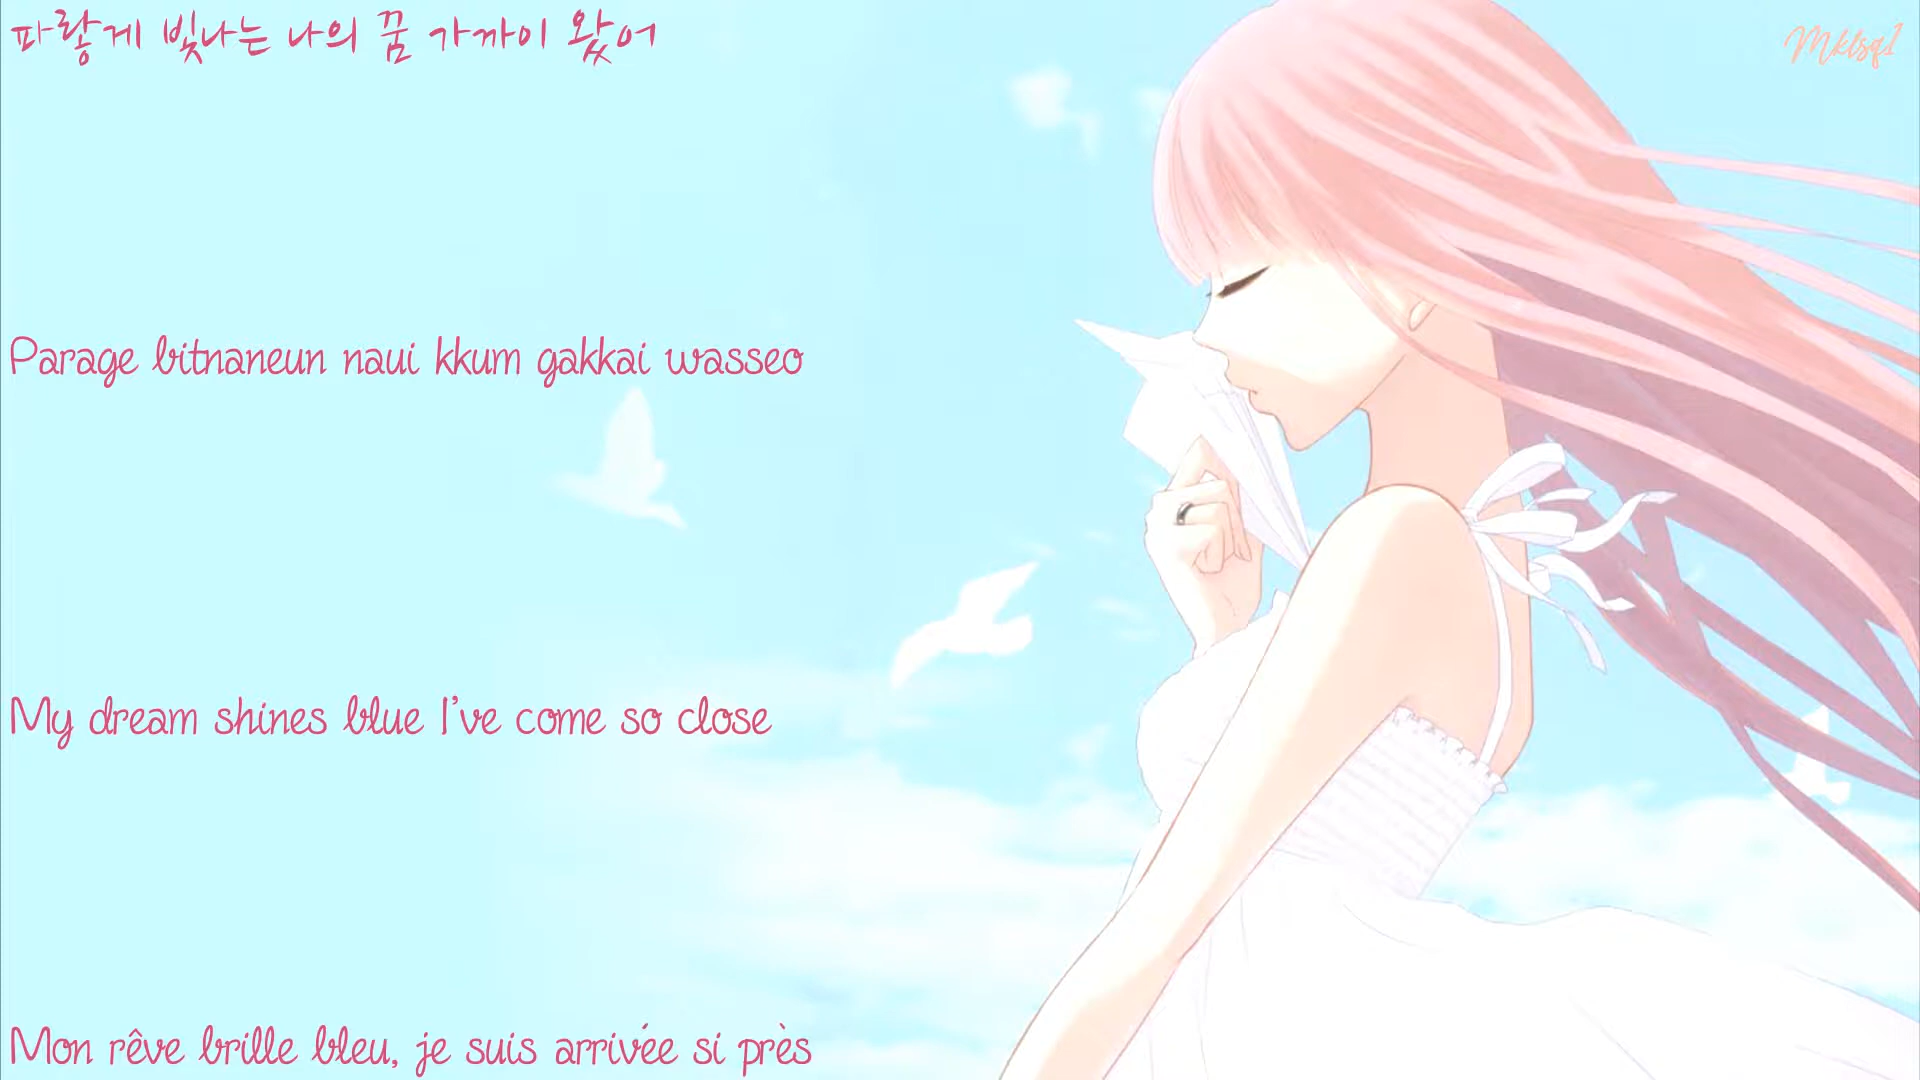 파랗게 빛나는 나의 꿈 가까이 왔어
Mklsq1
Parage bitnaneun naui kkum gakkai wasseo
My dream shines blue I've come so close
Mon rêve brille bleu, je suis arrivée si près